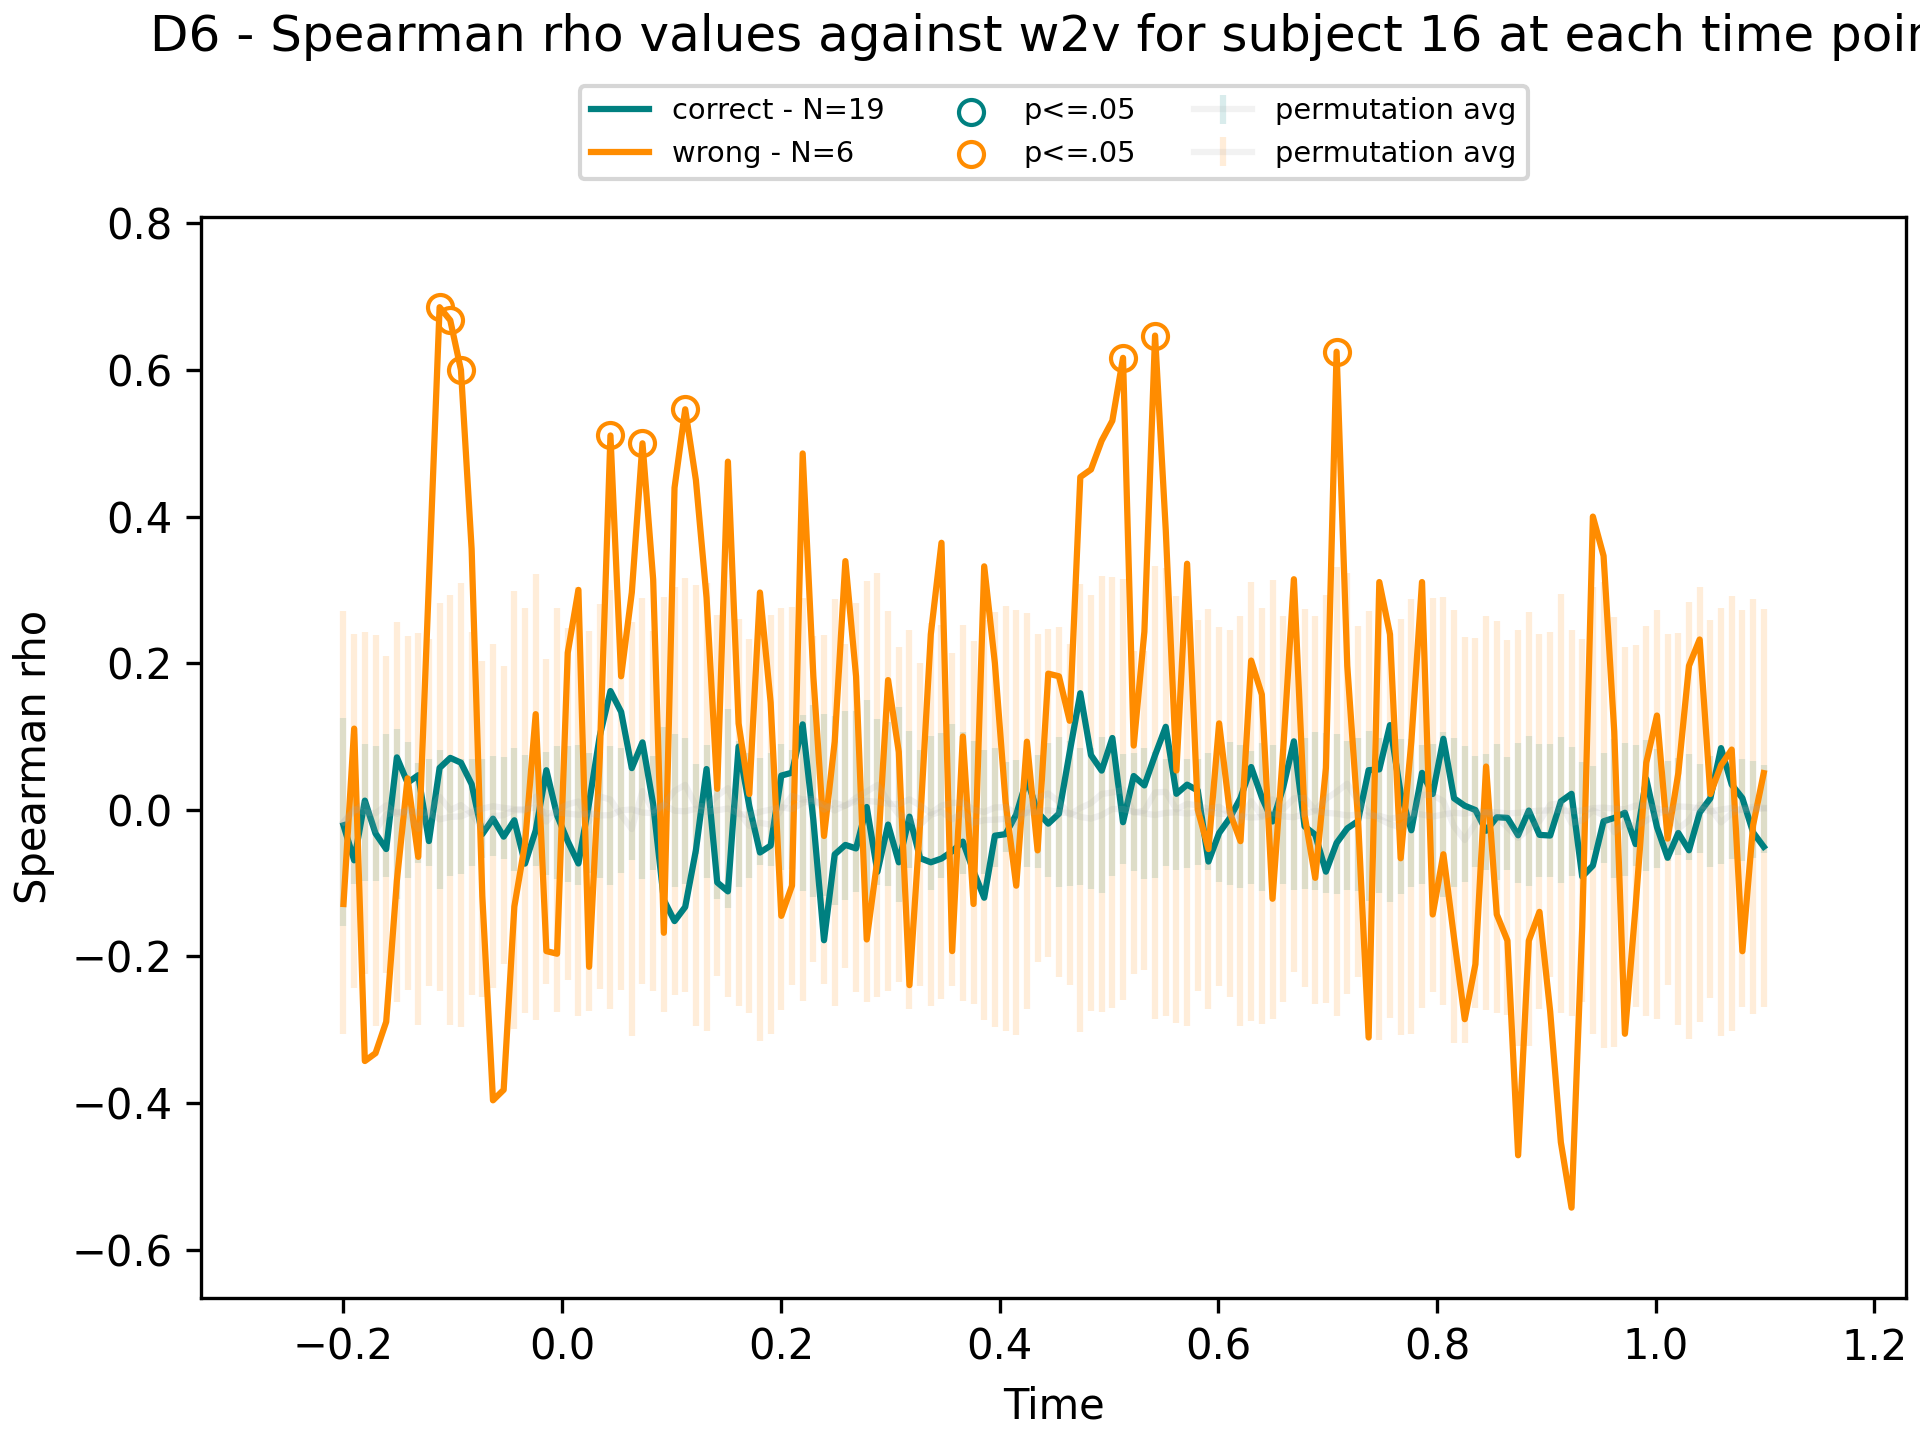 D6 - Spearman rho values against w2v for subject 16 at each time poin
correct - N=19
wrong - N=6
p<=.05
p<=.05
permutation avg
permutation avg
Spearman rho
0.8
0.6
0.4
0.2
0.0
−0.2
−0.4
−0.6
−0.2 0.0 0.2 0.4 0.6 0.8 1.0 1.2
Time